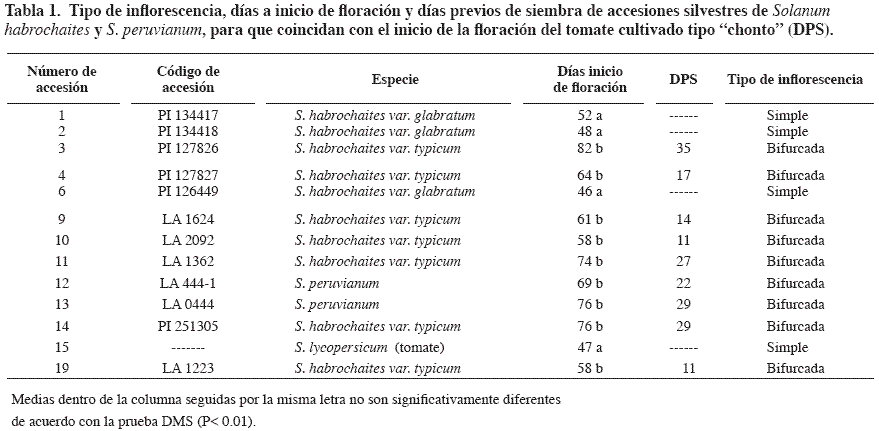 Tabla 1. Tipo de inflorescencia, días a inicio de floración y días previos de siembra de accesiones silvestres de Solanum
habrochaites y S. peruvianum, para que coincidan con el inicio de la floración del tomate cultivado tipo “chonto” (DPS).
Número de accesión Código de accesión Especie Días inicio de floración DPS Tipo de inflorescencia
1 PI 134417 S. habrochaites var. glabratum 52 a ------ Simple
2 PI 134418 S. habrochaites var. glabratum 48 a ------ Simple
3 PI 127826 S. habrochaites var. typicum 82 b 35 Bifurcada
4 PI 127827 S. habrochaites var. typicum 64 b 17 Bifurcada
6 PI 126449 S. habrochaites var. glabratum 46 a ------ Simple
9 LA 1624 S. habrochaites var. typicum 61 b 14 Bifurcada
10 LA 2092 S. habrochaites var. typicum 58 b 11 Bifurcada
11 LA 1362 S. habrochaites var. typicum 74 b 27 Bifurcada
12 LA 444-1 S. peruvianum 69 b 22 Bifurcada
13 LA 0444 S. peruvianum 76 b 29 Bifurcada
14 PI 251305 S. habrochaites var. typicum 76 b 29 Bifurcada
15 ------- S. lycopersicum (tomate) 47 a ------ Simple
19 LA 1223 S. habrochaites var. typicum 58 b 11 Bifurcada
Medias dentro de la columna seguidas por la misma letra no son significativamente diferentes
de acuerdo con la prueba DMS (P< 0.01).